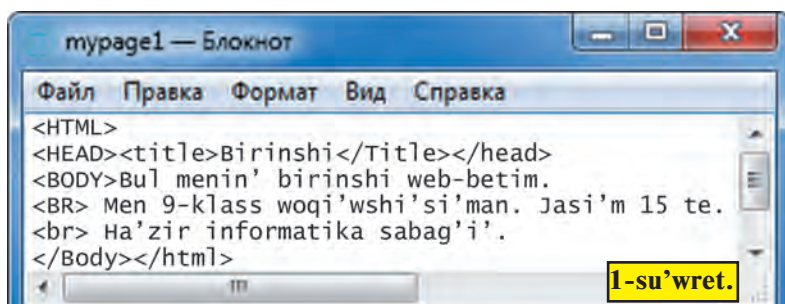 mypage1 — Блокнот
Файл Правка Формат Вид Справка
<HTML>
<HEAD><title>Birinshi</Title></head>
<BODY>Bul menin’ birinshi web-betim.
<BR> Men 9-klass woqi’wshi’si’man. Jasi’m 15 te.
<br> Ha’zir informatika sabag’i’.
</Body></html>
1-su’wret.